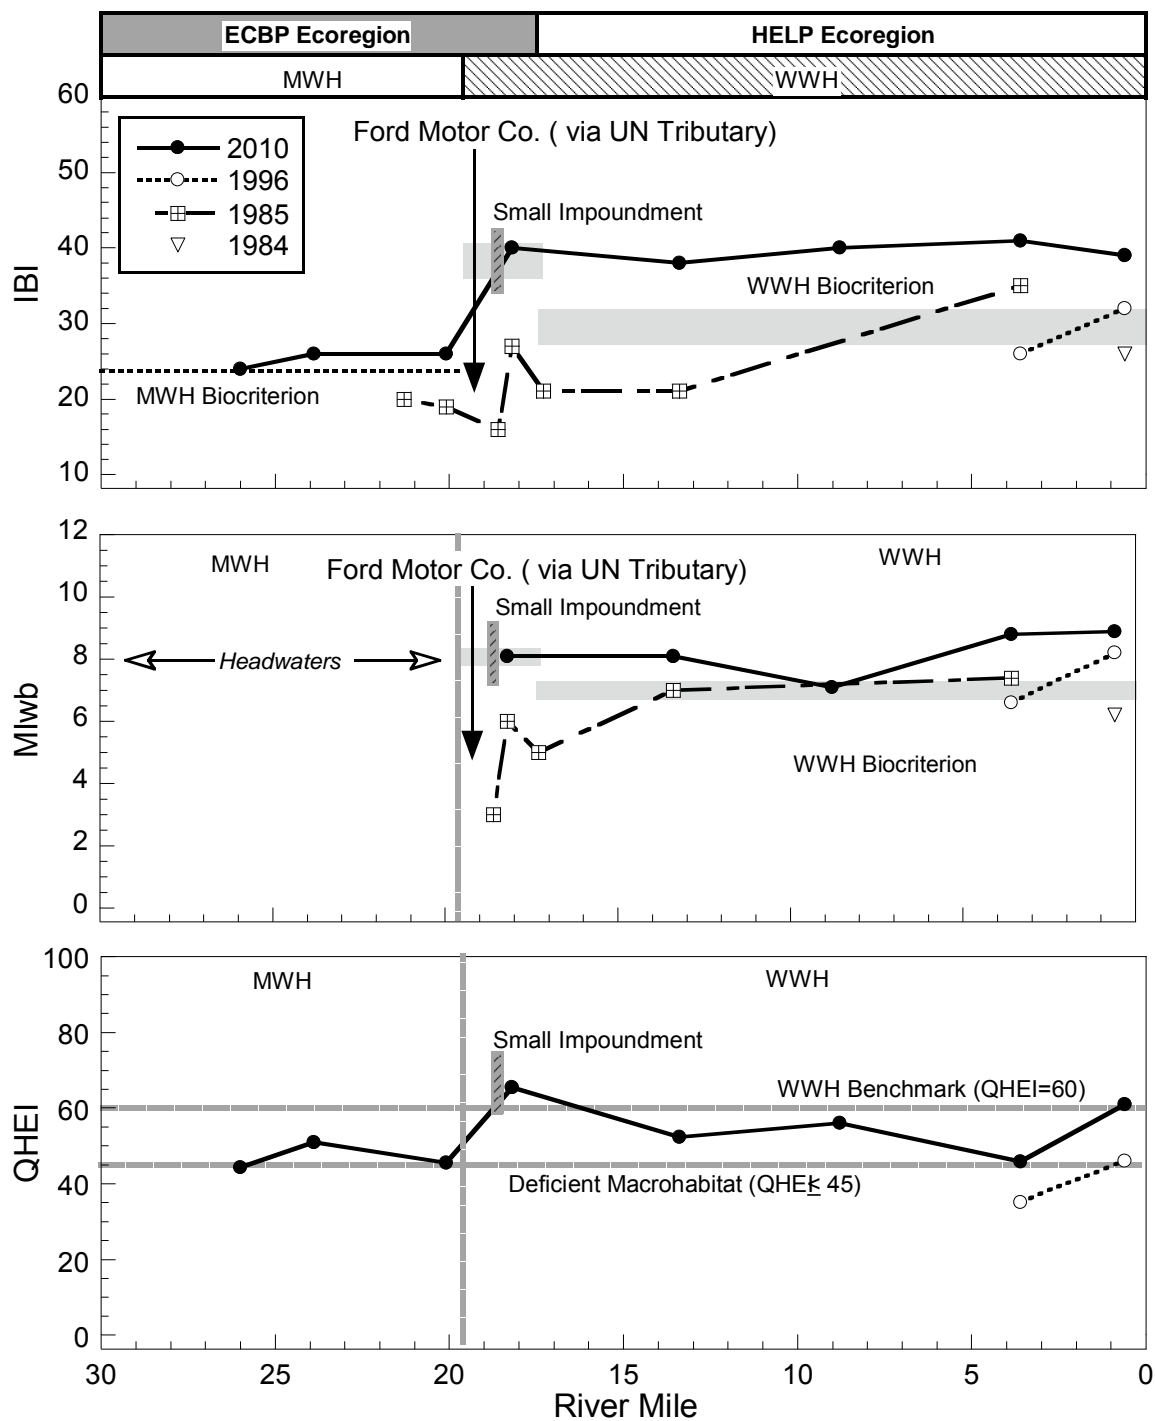 ECBP Ecoregion HELP Ecoregion
MWH WWH
60
50
40
30
20
10
IBI
2010
1996
1985
1984
Ford Motor Co. ( via UN Tributary)
Small Impoundment
WWH Biocriterion
MWH Biocriterion
12
10
8
6
4
2
0
MIwb
MWH WWH
Ford Motor Co. ( via UN Tributary)
Small Impoundment
Headwaters
WWH Biocriterion
100
80
60
40
20
0
QHEI
MWH WWH
Small Impoundment
WWH Benchmark (QHEI=60)
Deficient Macrohabitat (QHEI≤ 45)
30 25 20 15 10 5 0
River Mile